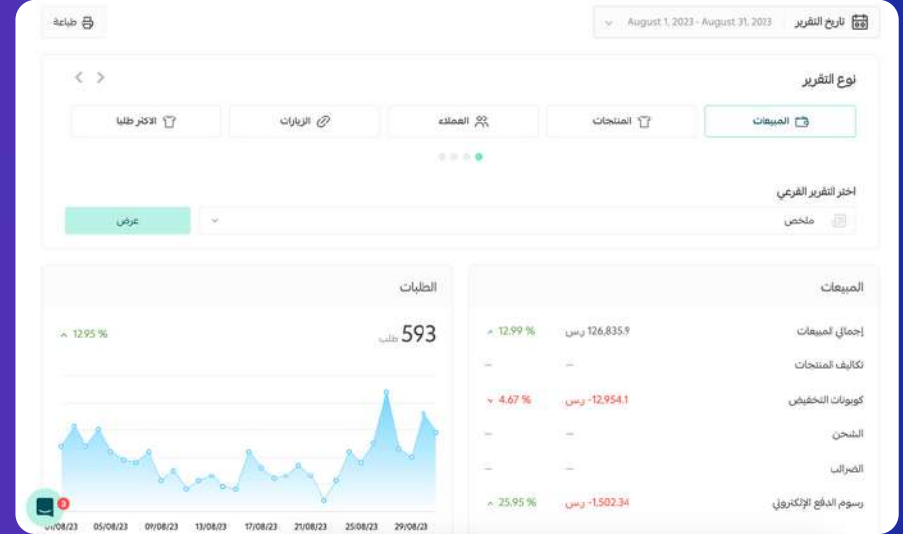 تاريخ التقرير August 1, 2023 - August 31, 2023
طباعة
نوع التقرير
المبيعات
المنتجات
العملاء
الزيارات
الاكثر طلبا
اختر التقرير الفرعي
ملخص
عرض
المبيعات
إجمالي المبيعات 126,835.9 ر.س 12.99 %
تكاليف المنتجات – –
كوبونات التخفيض -12,954.1 ر.س 4.67 %
الشحن – –
الضرائب – –
رسوم الدفع الإلكتروني -1,502.34 ر.س 25.95 %
الطلبات
593 طلب 12.95 %
01/08/23 05/08/23 09/08/23 13/08/23 17/08/23 21/08/23 25/08/23 29/08/23